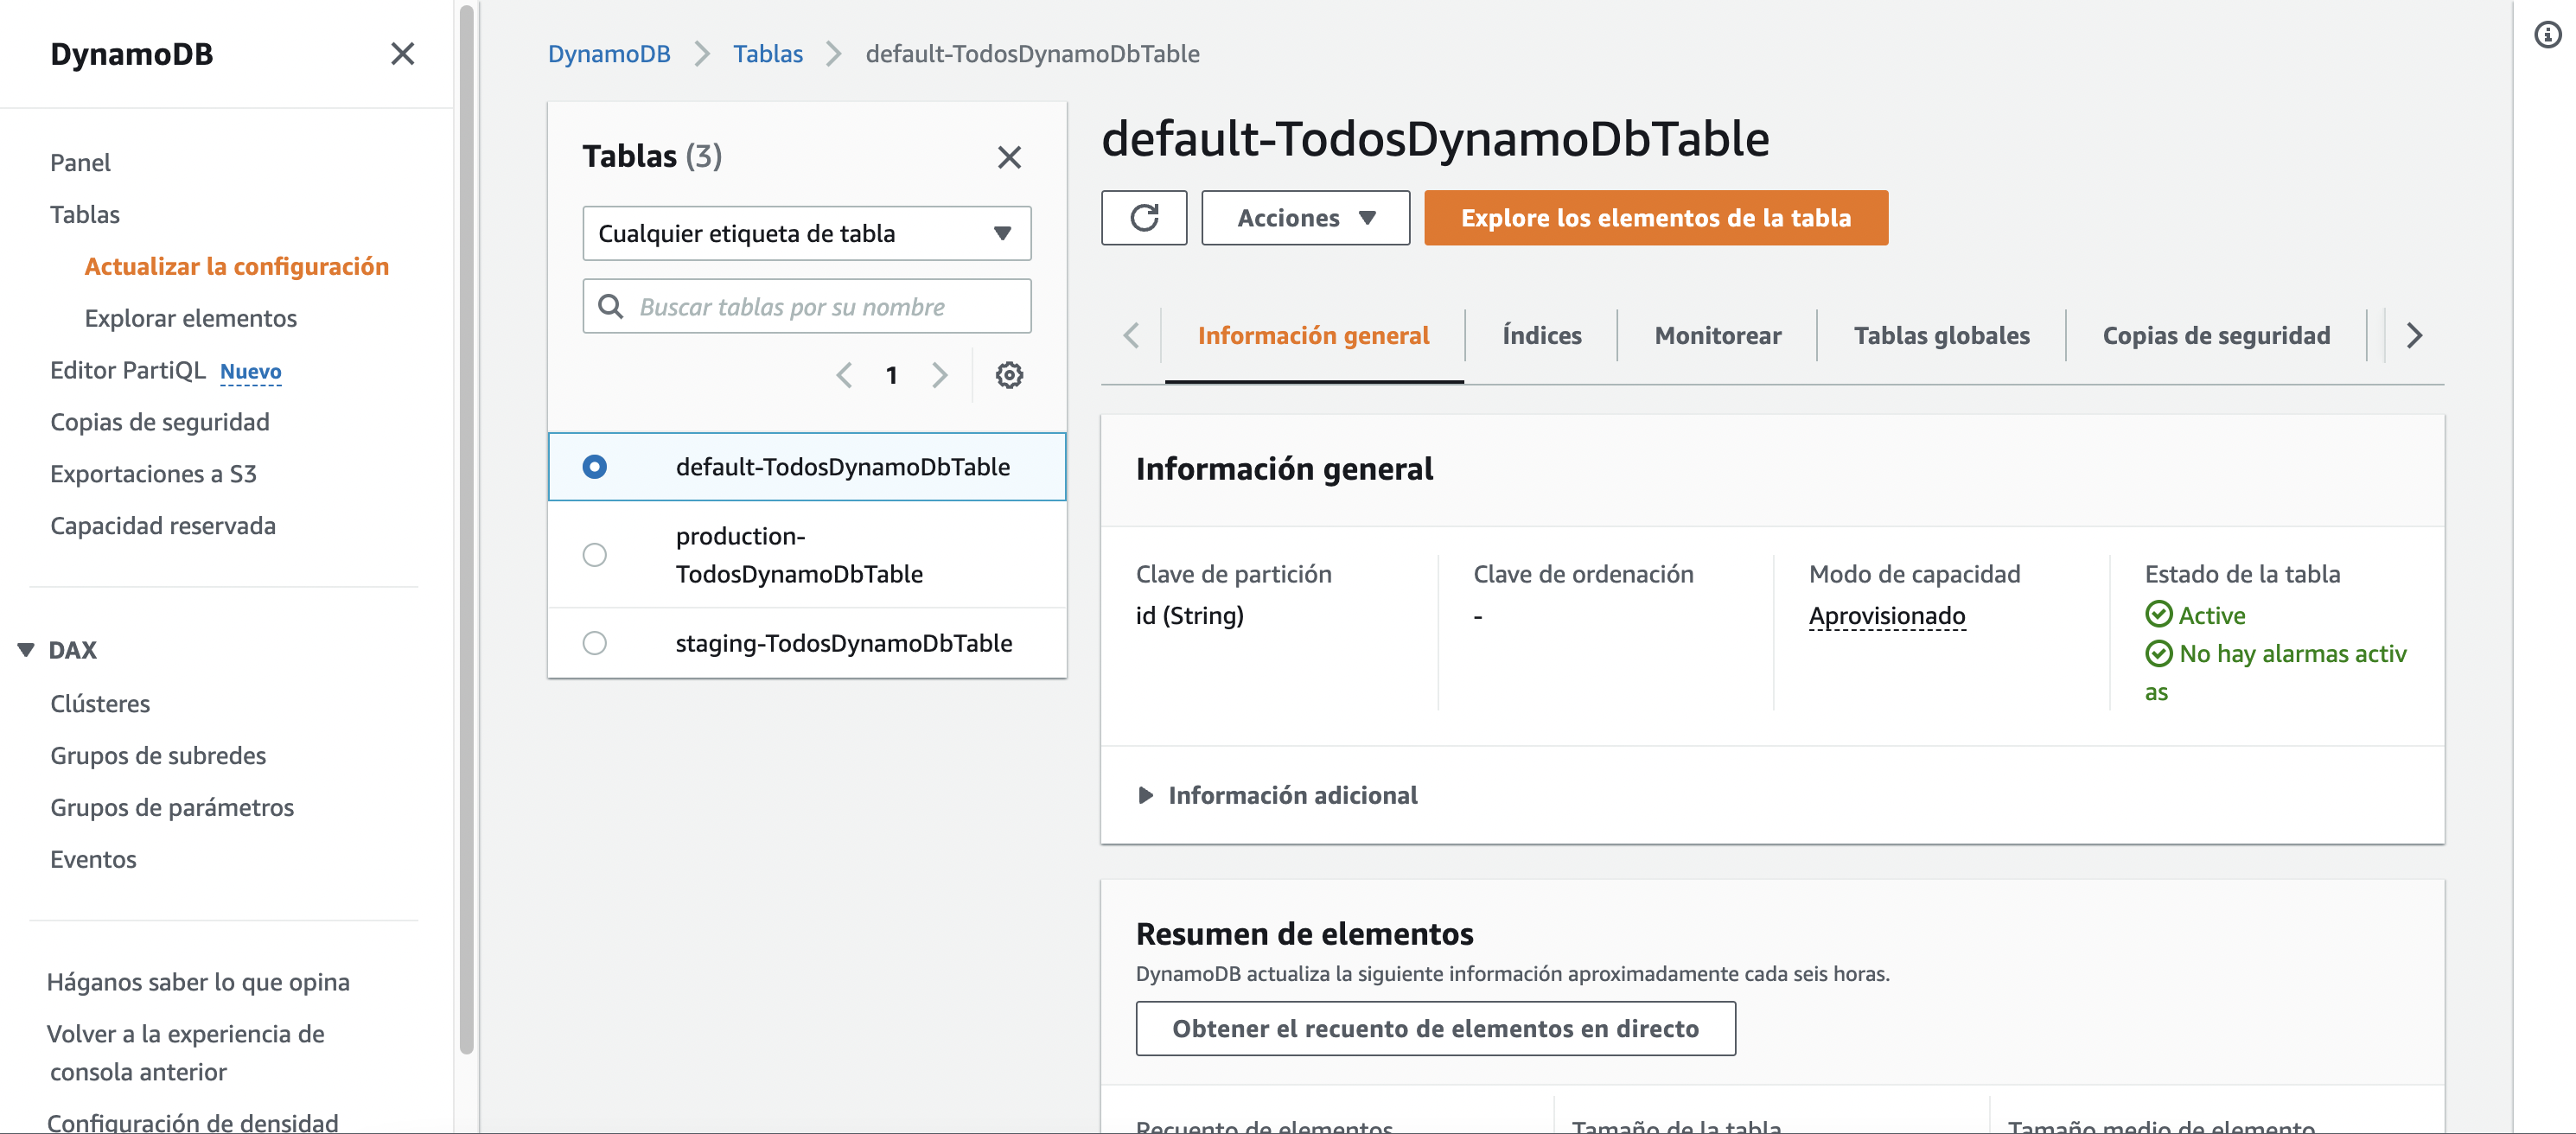 DynamoDB
Panel
Tablas
Actualizar la configuración
Explorar elementos
Editor PartiQL Nuevo
Copias de seguridad
Exportaciones a S3
Capacidad reservada
DAX
Clústeres
Grupos de subredes
Grupos de parámetros
Eventos
Háganos saber lo que opina
Volver a la experiencia de
consola anterior
Configuración de densidad
DynamoDB
Tablas
default-TodosDynamoDbTable
Tablas (3)
Cualquier etiqueta de tabla
Buscar tablas por su nombre
1
default-TodosDynamoDbTable
production-
TodosDynamoDbTable
staging-TodosDynamoDbTable
default-TodosDynamoDbTable
Acciones
Explore los elementos de la tabla
Información general
Índices
Monitorear
Tablas globales
Copias de seguridad
Información general
Clave de partición
id (String)
Clave de ordenación
-
Modo de capacidad
Aprovisionado
Estado de la tabla
Active
No hay alarmas activ
as
Información adicional
Resumen de elementos
DynamoDB actualiza la siguiente información aproximadamente cada seis horas.
Obtener el recuento de elementos en directo
Recuento de elementos
Tamaño de la tabla
Tamaño medio de elemento